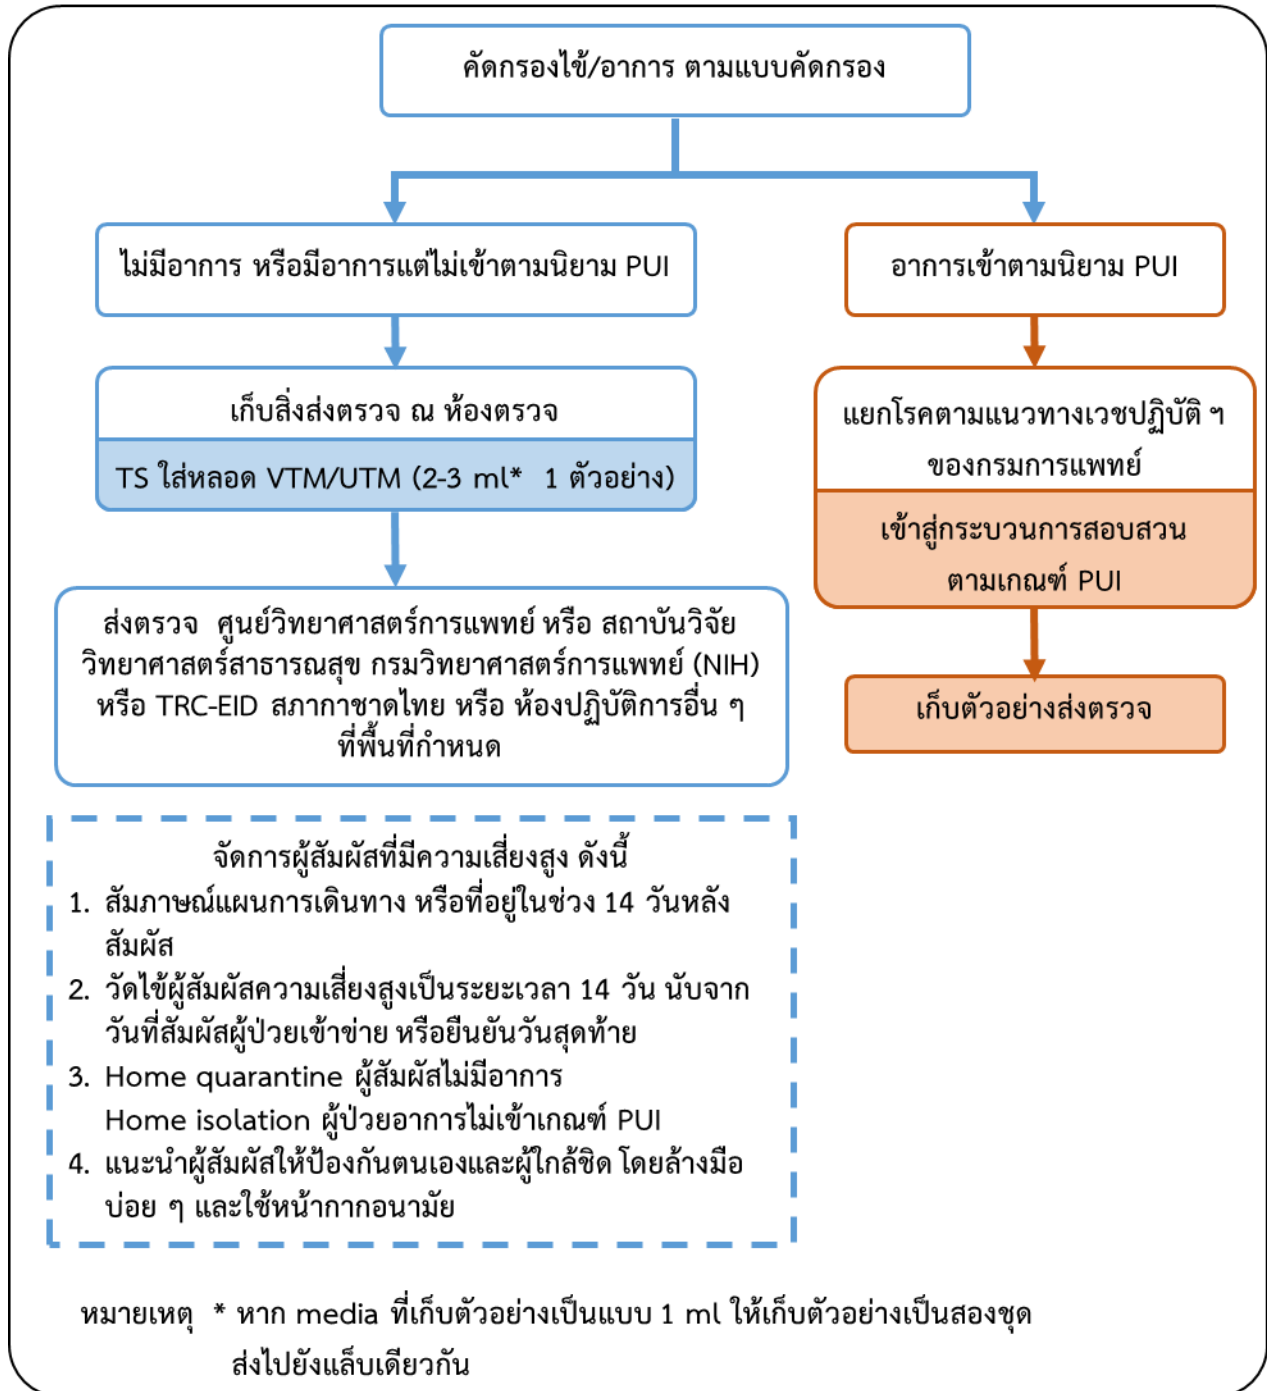 คัดกรองไข้/อาการ ตามแบบคัดกรอง
ไม่มีอาการ หรือมีอาการแต่ไม่เข้าตามนิยาม PUI
อาการเข้าตามนิยาม PUI
เก็บสิ่งส่งตรวจ ณ ห้องตรวจ
TS ใส่หลอด VTM/UTM (2-3 ml* 1 ตัวอย่าง)
แยกโรคตามแนวทางเวชปฏิบัติ ฯ
ของกรมการแพทย์
เข้าสู่กระบวนการสอบสวน
ตามเกณฑ์ PUI
ส่งตรวจ ศูนย์วิทยาศาสตร์การแพทย์ หรือ สถาบันวิจัย
วิทยาศาสตร์สาธารณสุข กรมวิทยาศาสตร์การแพทย์ (NIH)
หรือ TRC-EID สภากาชาดไทย หรือ ห้องปฏิบัติการอื่น ๆ
ที่พื้นที่กำหนด
เก็บตัวอย่างส่งตรวจ
จัดการผู้สัมผัสที่มีความเสี่ยงสูง ดังนี้
1. สัมภาษณ์แผนการเดินทาง หรือที่อยู่ในช่วง 14 วันหลัง
สัมผัส
2. วัดไข้ผู้สัมผัสความเสี่ยงสูงเป็นระยะเวลา 14 วัน นับจาก
วันที่สัมผัสผู้ป่วยเข้าข่าย หรือยืนยันวันสุดท้าย
3. Home quarantine ผู้สัมผัสไม่มีอาการ
Home isolation ผู้ป่วยอาการไม่เข้าเกณฑ์ PUI
4. แนะนำผู้สัมผัสให้ป้องกันตนเองและผู้ใกล้ชิด โดยล้างมือ
บ่อย ๆ และใช้หน้ากากอนามัย
หมายเหตุ * หาก media ที่เก็บตัวอย่างเป็นแบบ 1 ml ให้เก็บตัวอย่างเป็นสองชุด
ส่งไปยังแล็บเดียวกัน